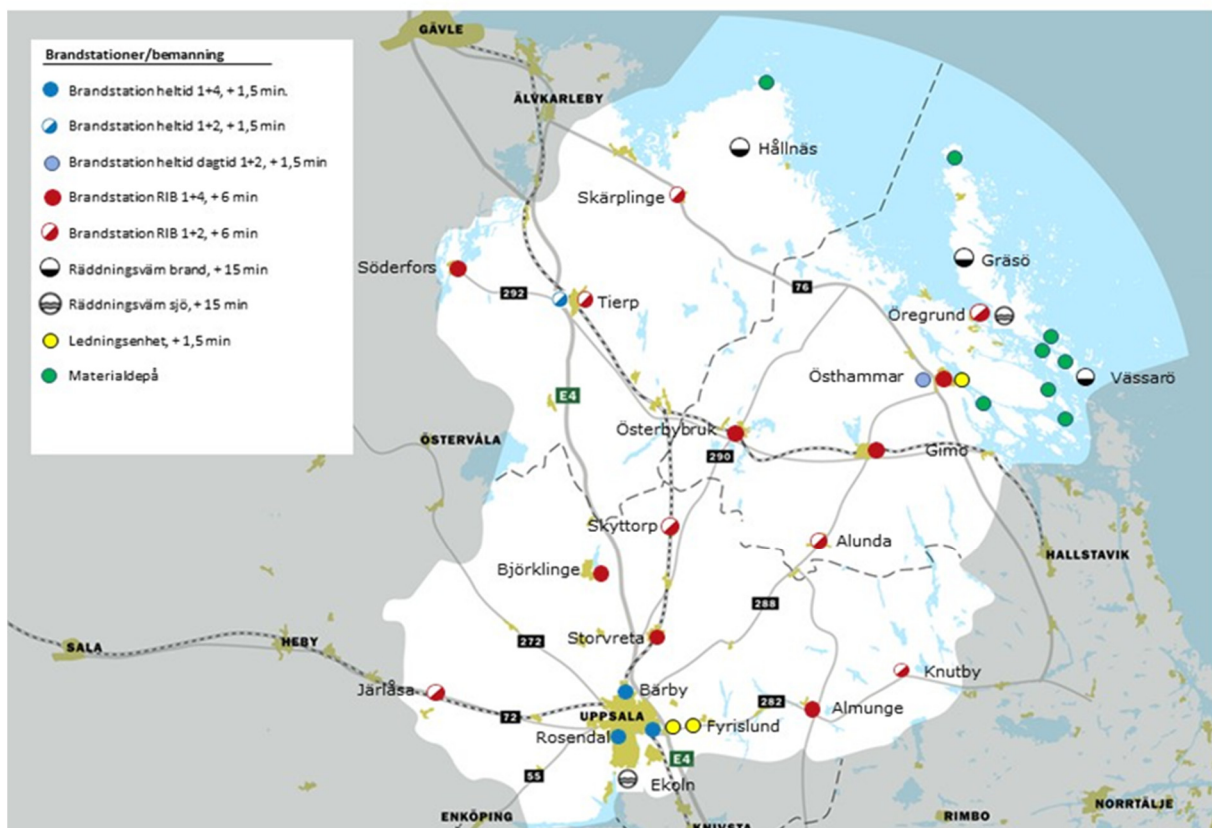 Brandstationer/bemanning
Brandstation heltid 1+4, + 1,5 min.
Brandstation heltid 1+2, + 1,5 min
Brandstation heltid dagtid 1+2, + 1,5 min
Brandstation RIB 1+4, + 6 min
Brandstation RIB 1+2, + 6 min
Räddningsvärn brand, + 15 min
Räddningsvärn sjö, + 15 min
Ledningsenhet, + 1,5 min
Materialdepå
GÄVLE
ÄLVKARLEBY
Hållnäs
Skärplinge
Söderfors
292
Tierp
76
Gräsö
Öregrund
Östhammar
Vässarö
E4
ÖSTERVÅLA
Österbybruk
290
Gimo
Skyttorp
Alunda
HALLSTAVIK
Björklinge
288
272
Storvreta
SALA
HEBY
Järlåsa
Knutby
Bärby
72
UPPSALA
282
Almunge
Rosendal
Fyrislund
E4
55
Ekoln
ENKÖPING
KNIVSTA
RIMBO
NORRTÄLJE